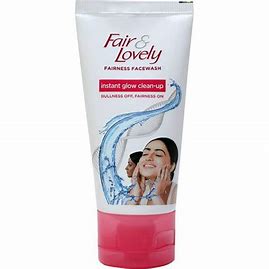 Fair &
Lovely
FAIRNESS FACEWASH
instant glow clean-up
DULLNESS OFF, FAIRNESS ON